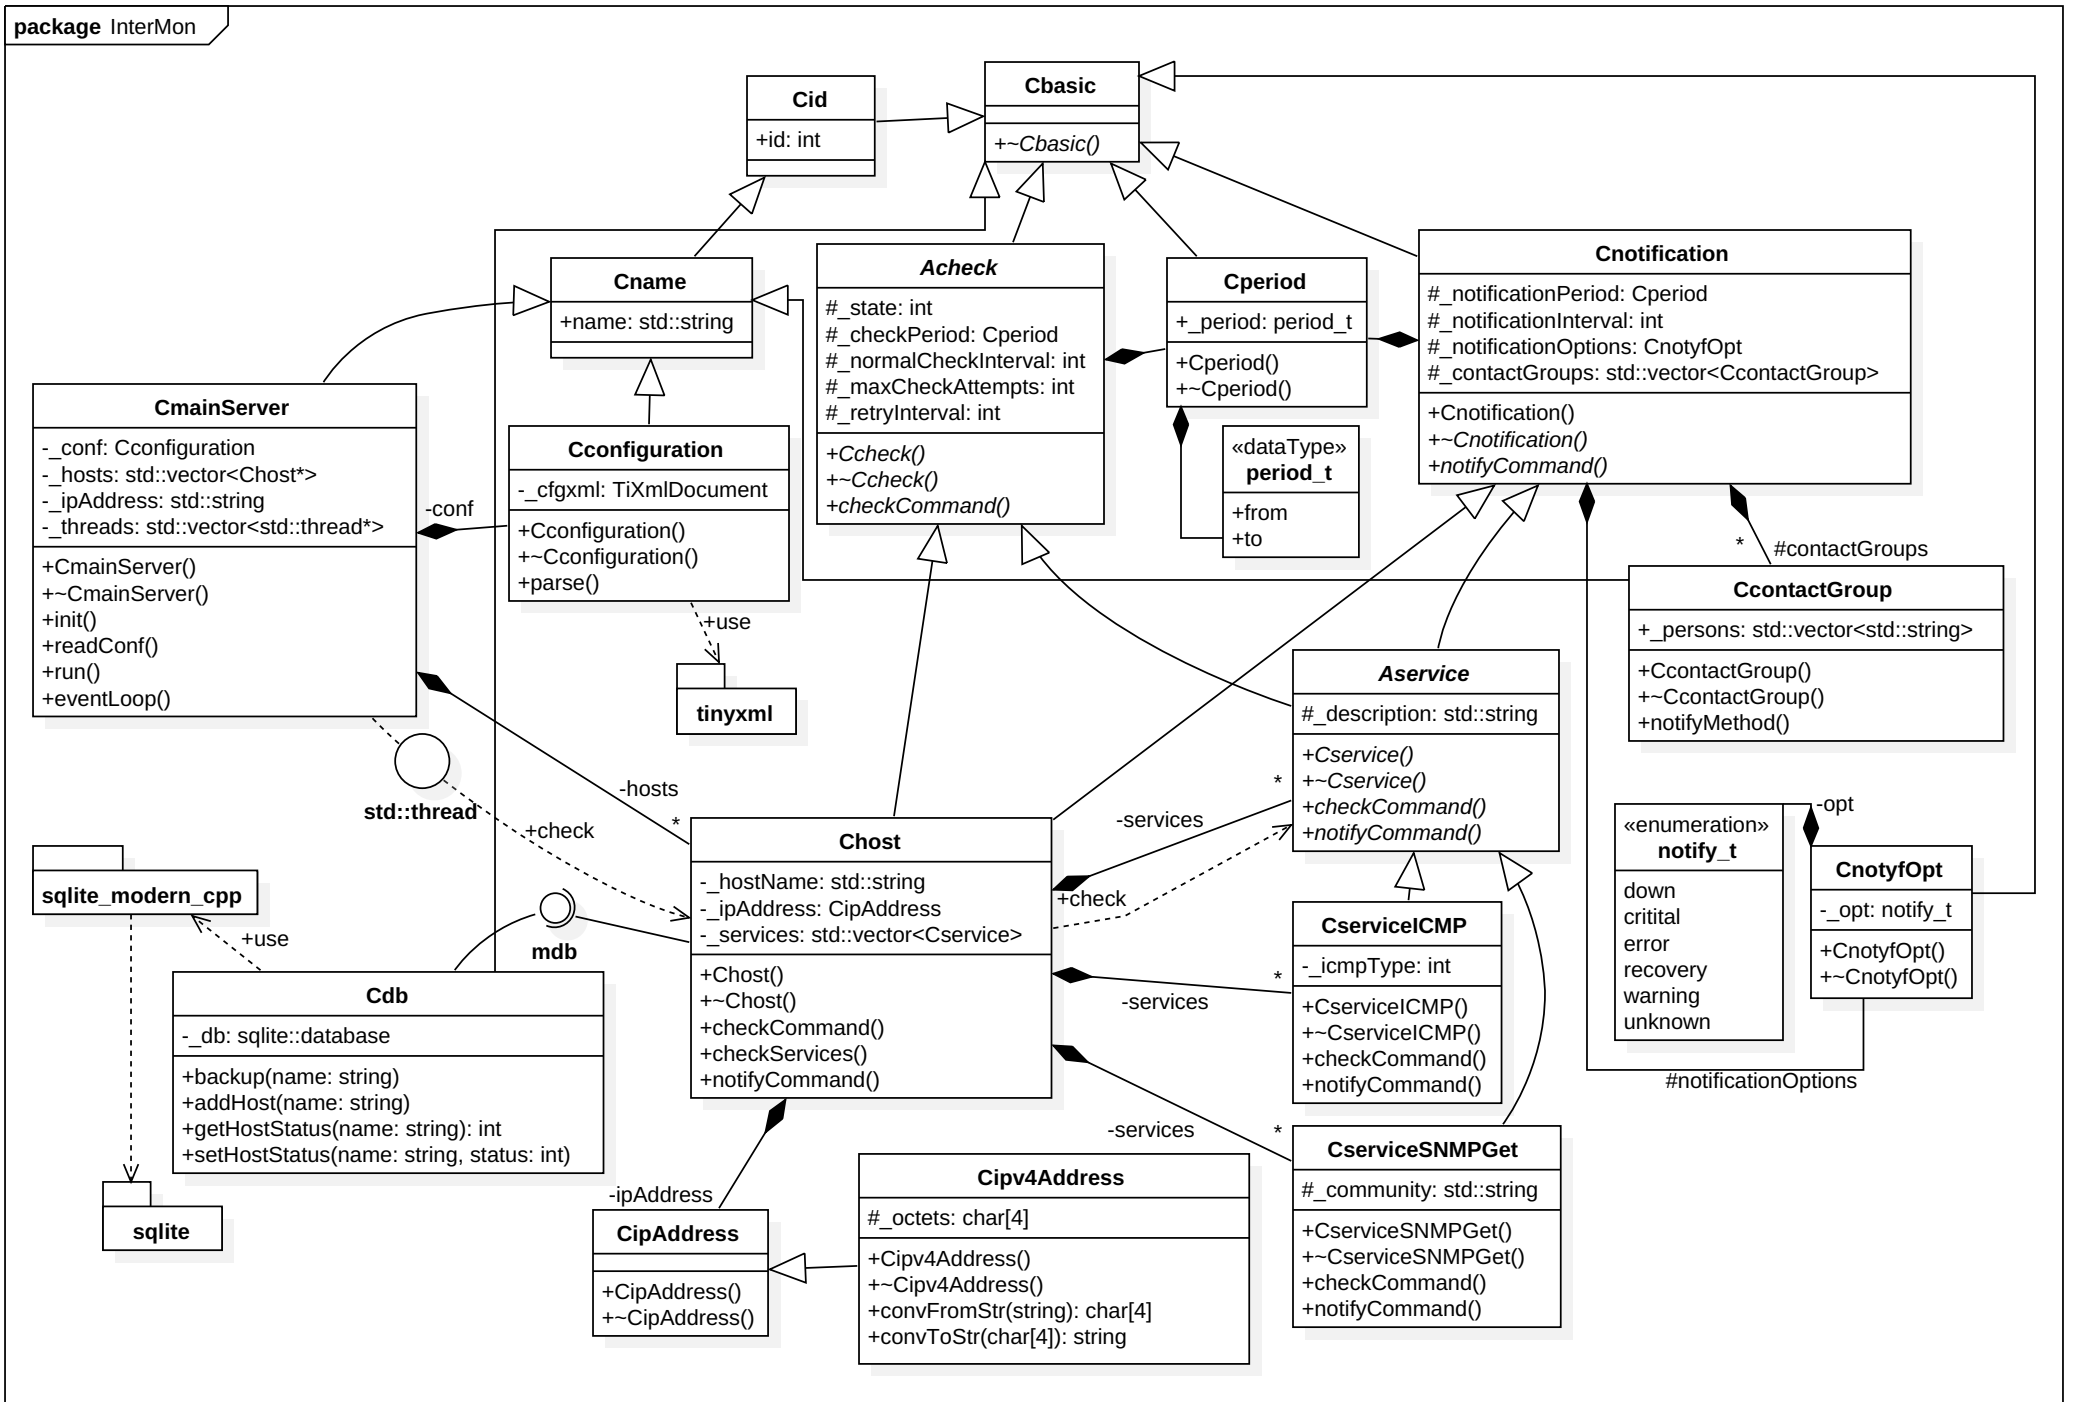 package InterMon
Cid
+id: int
Cbasic
+~Cbasic()
Cname
+name: std::string
Acheck
#_state: int
#_checkPeriod: Cperiod
#_normalCheckInterval: int
#_maxCheckAttempts: int
#_retryInterval: int
+Ccheck()
+~Ccheck()
+checkCommand()
Cperiod
+_period: period_t
+Cperiod()
+~Cperiod()
Cnotification
#_notificationPeriod: Cperiod
#_notificationInterval: int
#_notificationOptions: CnotyfOpt
#_contactGroups: std::vector<CcontactGroup>
+Cnotification()
+~Cnotification()
+notifyCommand()
CmainServer
-_conf: Cconfiguration
-_hosts: std::vector<Chost*>
-_ipAddress: std::string
-_threads: std::vector<std::thread*>
+CmainServer()
+~CmainServer()
+init()
+readConf()
+run()
+eventLoop()
-conf
Cconfiguration
-_cfgxml: TiXmlDocument
+Cconfiguration()
+~Cconfiguration()
+parse()
«dataType»
period_t
+from
+to
* #contactGroups
CcontactGroup
+_persons: std::vector<std::string>
+CcontactGroup()
+~CcontactGroup()
+notifyMethod()
+use
tinyxml
Aservice
#_description: std::string
+Cservice()
+~Cservice()
+checkCommand()
+notifyCommand()
std::thread
-hosts
*
+check
-services
*
+check
Chost
-_hostName: std::string
-_ipAddress: CipAddress
-_services: std::vector<Cservice>
+Chost()
+~Chost()
+checkCommand()
+checkServices()
+notifyCommand()
«enumeration»
notify_t
down
critital
error
recovery
warning
unknown
-opt
CnotyfOpt
-_opt: notify_t
+CnotyfOpt()
+~CnotyfOpt()
#notificationOptions
sqlite_modern_cpp
+use
mdb
Cdb
-_db: sqlite::database
+backup(name: string)
+addHost(name: string)
+getHostStatus(name: string): int
+setHostStatus(name: string, status: int)
sqlite
*
-services
CserviceICMP
-_icmpType: int
+CserviceICMP()
+~CserviceICMP()
+checkCommand()
+notifyCommand()
-services
*
CserviceSNMPGet
#_community: std::string
+CserviceSNMPGet()
+~CserviceSNMPGet()
+checkCommand()
+notifyCommand()
-ipAddress
CipAddress
+CipAddress()
+~CipAddress()
Cipv4Address
#_octets: char[4]
+Cipv4Address()
+~Cipv4Address()
+convFromStr(string): char[4]
+convToStr(char[4]): string